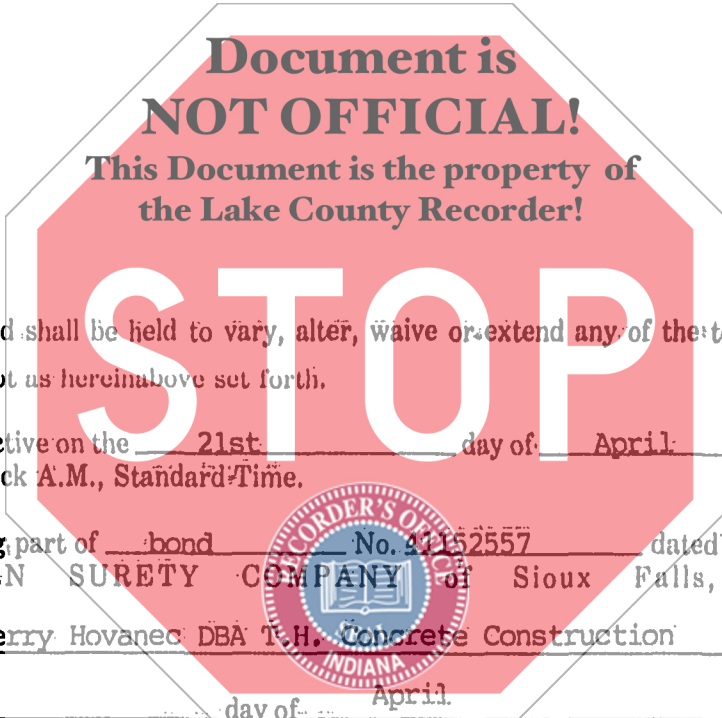 Document is
NOT OFFICIAL!
This Document is the property of
the Lake County Recorder!
STOP
d shall be held to vary, alter, waive or extend any of the t
t as hereinabove set forth.
tive on the 21st day of April
ck A.M., Standard Time.
g part of bond No. 41152557 dated
N SURETY COMPANY of Sioux Falls,
erry Hovanec DBA T.H. Concrete Construction
RECORDER'S OFFICE
INDIANA
day of April